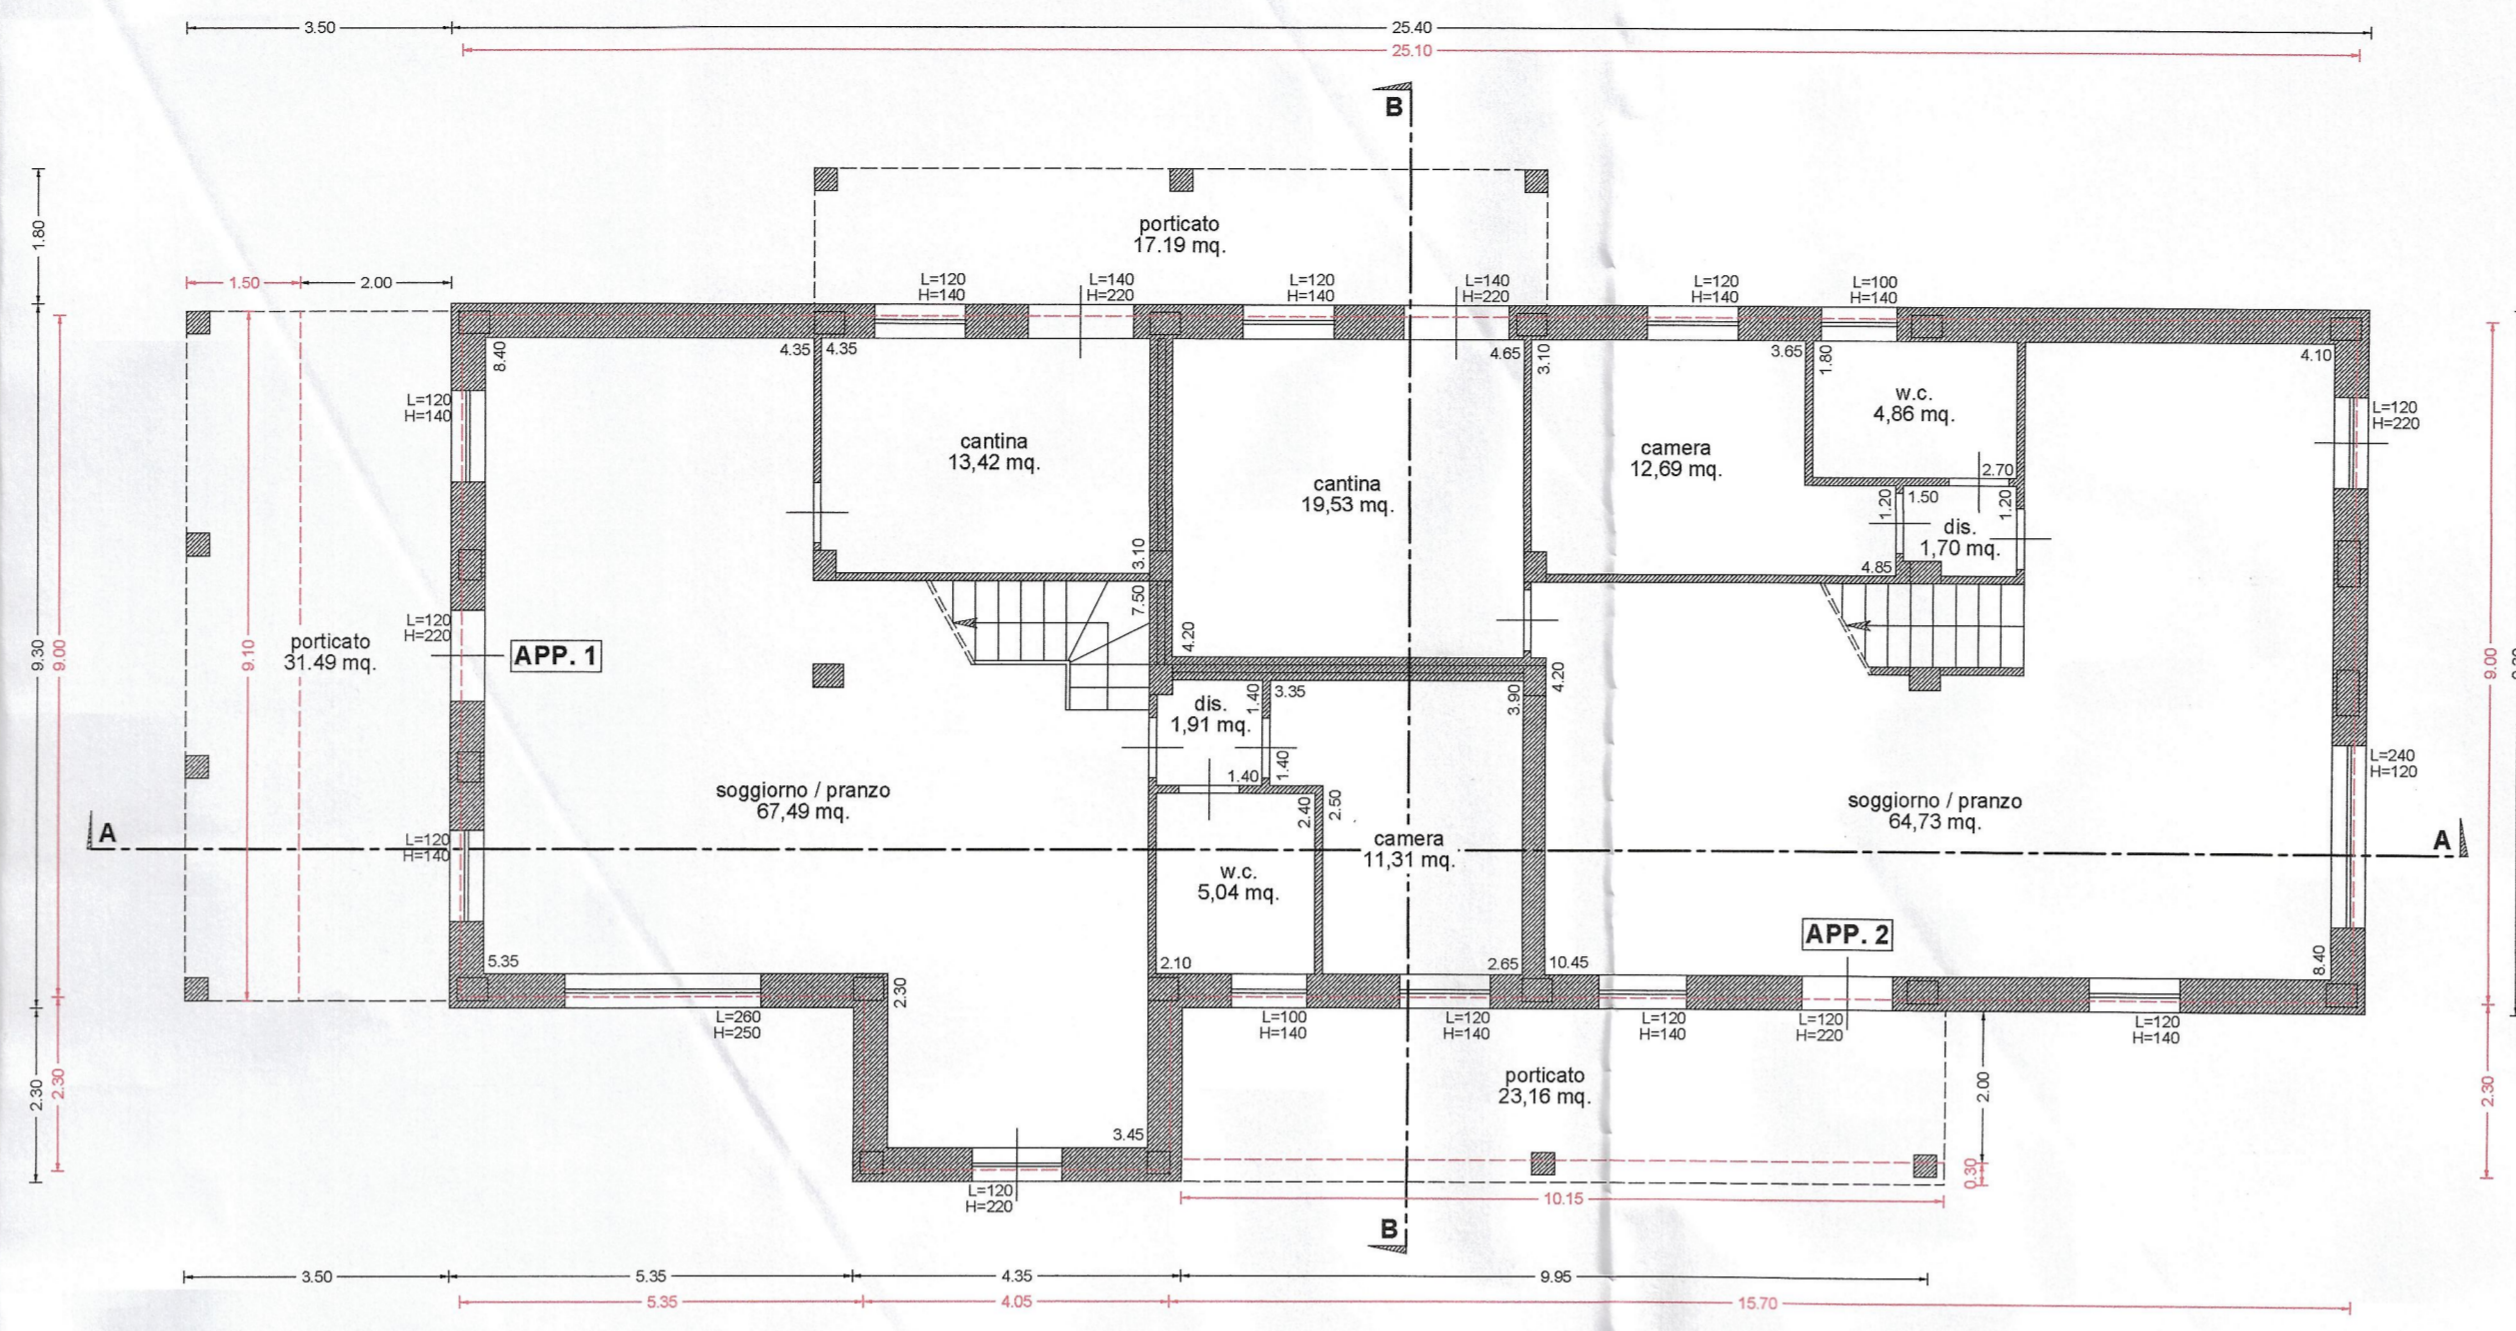 3.50
25.40
25.10
B
1.80
porticato
17.19 mq.
1.50
2.00
L=120
H=140
L=140
H=220
L=120
H=140
L=140
H=220
L=120
H=140
L=100
H=140
8.40
4.35
4.35
4.65
3.10
3.65
1.80
4.10
L=120
H=140
w.c.
4,86 mq.
L=120
H=220
cantina
13,42 mq.
camera
12,69 mq.
2.70
cantina
19,53 mq.
1.20
1.50
1.20
dis.
1,70 mq.
3.10
4.85
7.50
L=120
H=220
4.20
9.30
9.00
9.10
porticato
31.49 mq.
APP. 1
9.00
4.20
dis.
1,91 mq.
1.40
3.35
3.90
1.40
1.40
L=240
H=120
soggiorno / pranzo
67,49 mq.
2.40
2.50
soggiorno / pranzo
64,73 mq.
A
L=120
H=140
camera
11,31 mq.
A
w.c.
5,04 mq.
APP. 2
5.35
2.10
2.65
10.45
8.40
2.30
L=260
H=250
L=100
H=140
L=120
H=140
L=120
H=140
L=120
H=220
L=120
H=140
2.30
2.30
porticato
23,16 mq.
2.00
2.30
3.45
0.30
L=120
H=220
10.15
B
3.50
5.35
4.35
9.95
5.35
4.05
15.70